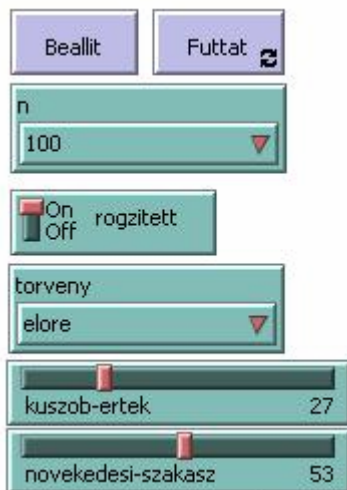 Beallit Futtat
n
100
On
Off rogzitett
torveny
elore
kuszob-ertek 27
novekedesi-szakasz 53